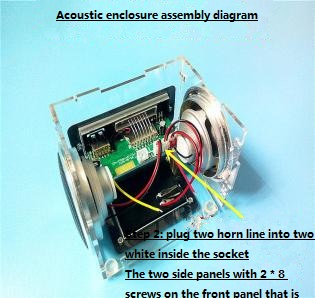 Acoustic enclosure assembly diagram
Step 2: plug two horn line into two
white inside the socket
The two side panels with 2 * 8
screws on the front panel that is